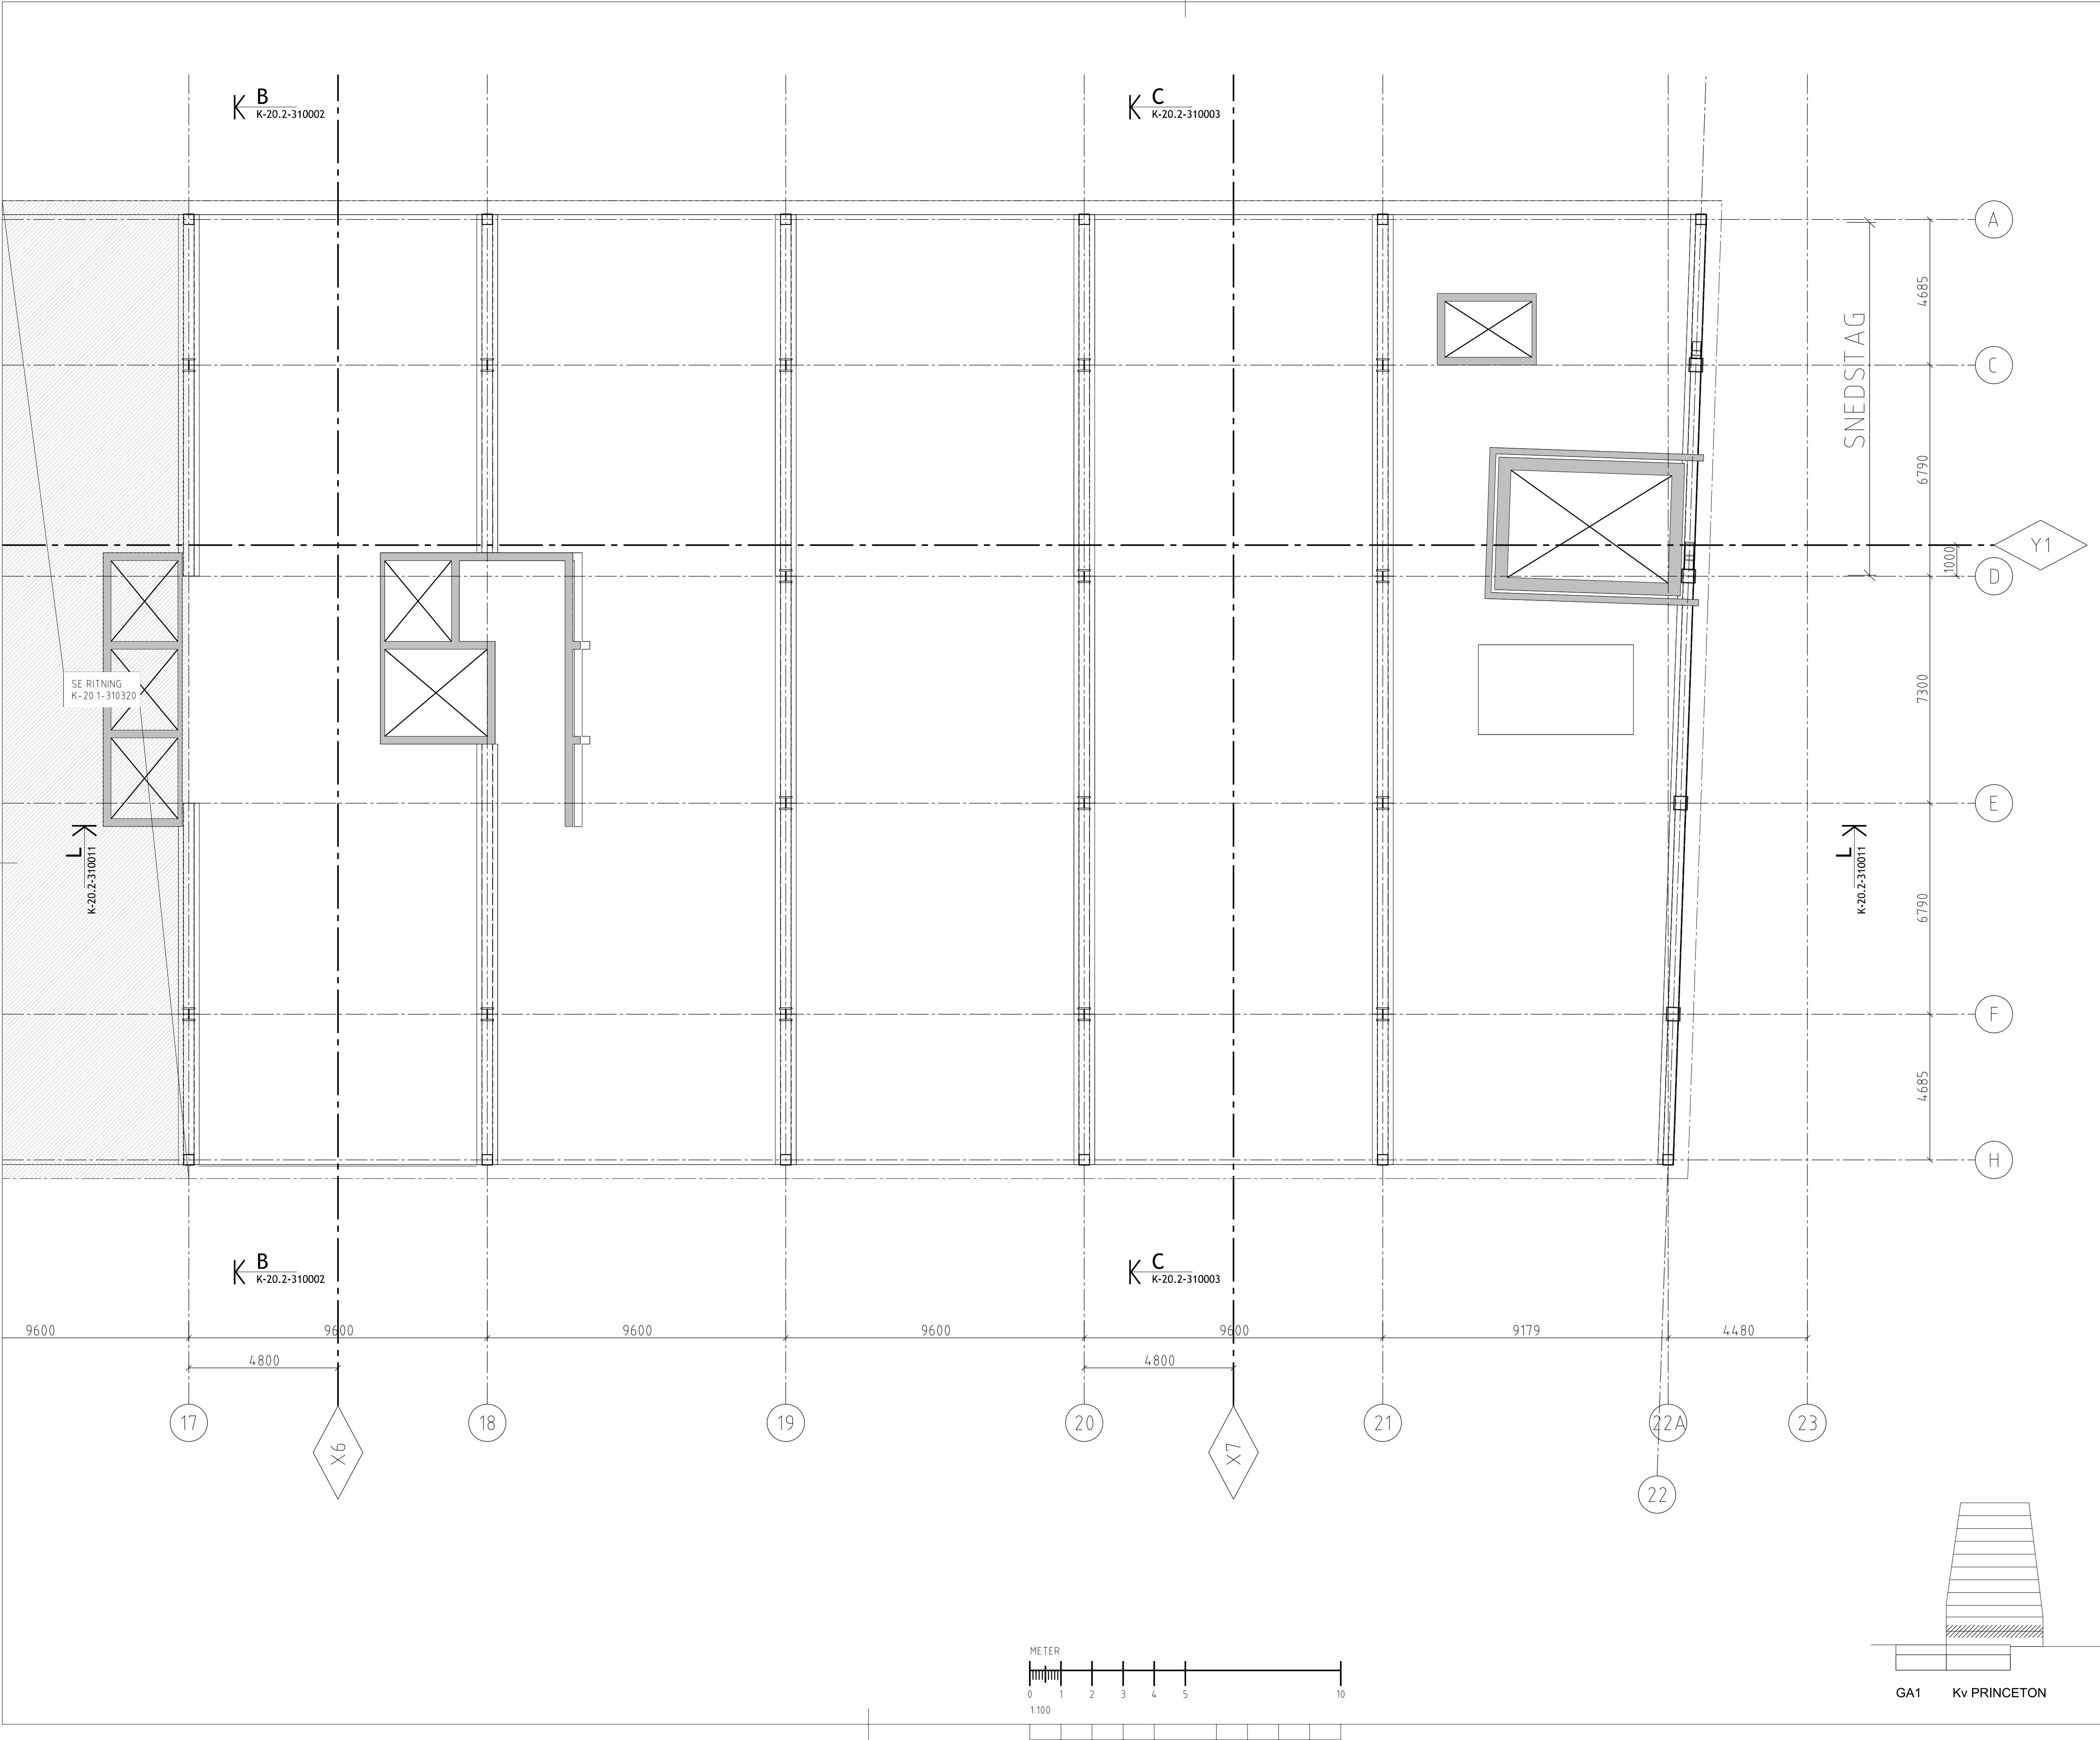 B
K-20.2-310002
C
K-20.2-310003
A
4685
SNEDSTAG
C
6790
Y1
1000
D
SE RITNING
K-20.1-310320
7300
E
L
K-20.2-310011
L
K-20.2-310011
6790
F
4685
H
B
K-20.2-310002
C
K-20.2-310003
9600
9600
9600
9600
9600
9179
4480
4800
4800
17
18
19
20
21
22A
23
X6
X7
22
METER
0 1 2 3 4 5 10
1:100
GA1 Kv PRINCETON